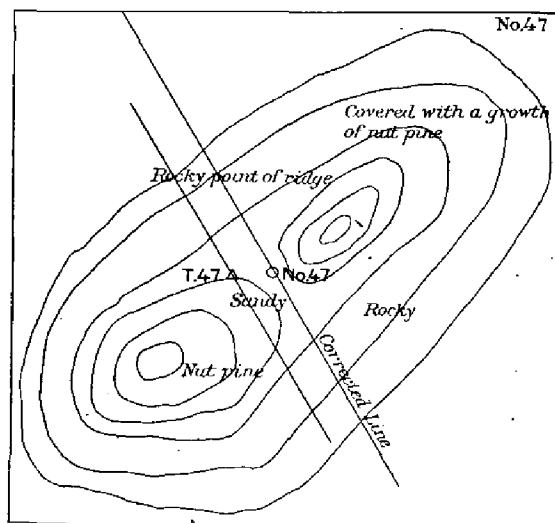 No.47
Covered with a growth
of nut pine
Rocky point of ridge
T.47
No.47
Sandy
Rocky
Nut pine
Corrected Line